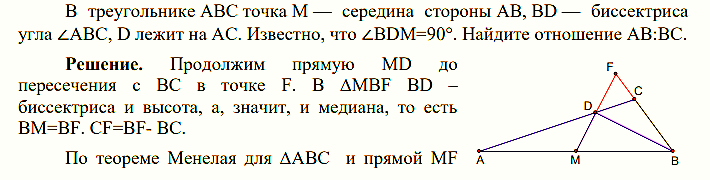 В треугольнике ABC точка M — середина стороны AB, BD — биссектриса
угла ∠ABC, D лежит на AC. Известно, что ∠BDM=90°. Найдите отношение AB:BC.
Решение. Продолжим прямую MD до
пересечения с BC в точке F. В ΔMBF BD –
биссектриса и высота, а, значит, и медиана, то есть
BM=BF. CF=BF- BC.
По теореме Менелая для ΔABC и прямой MF
F
C
D
A
M
B